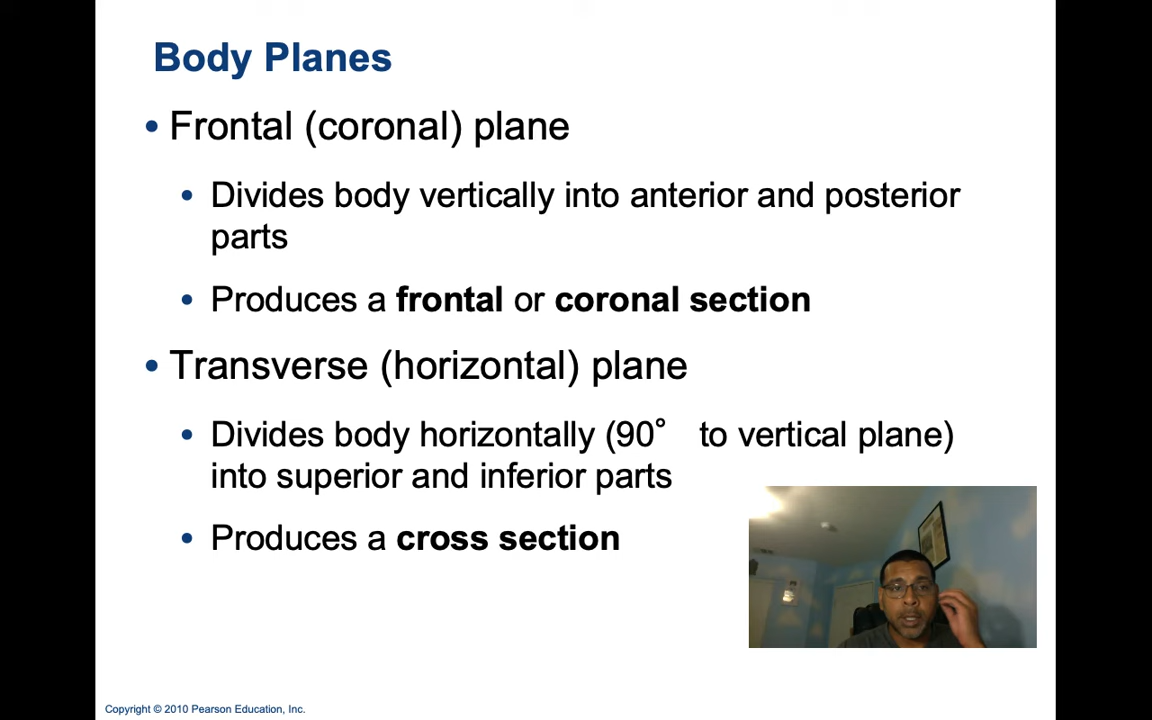 Body Planes
• Frontal (coronal) plane
• Divides body vertically into anterior and posterior
parts
• Produces a frontal or coronal section
• Transverse (horizontal) plane
• Divides body horizontally (90° to vertical plane)
into superior and inferior parts
• Produces a cross section
Copyright © 2010 Pearson Education, Inc.